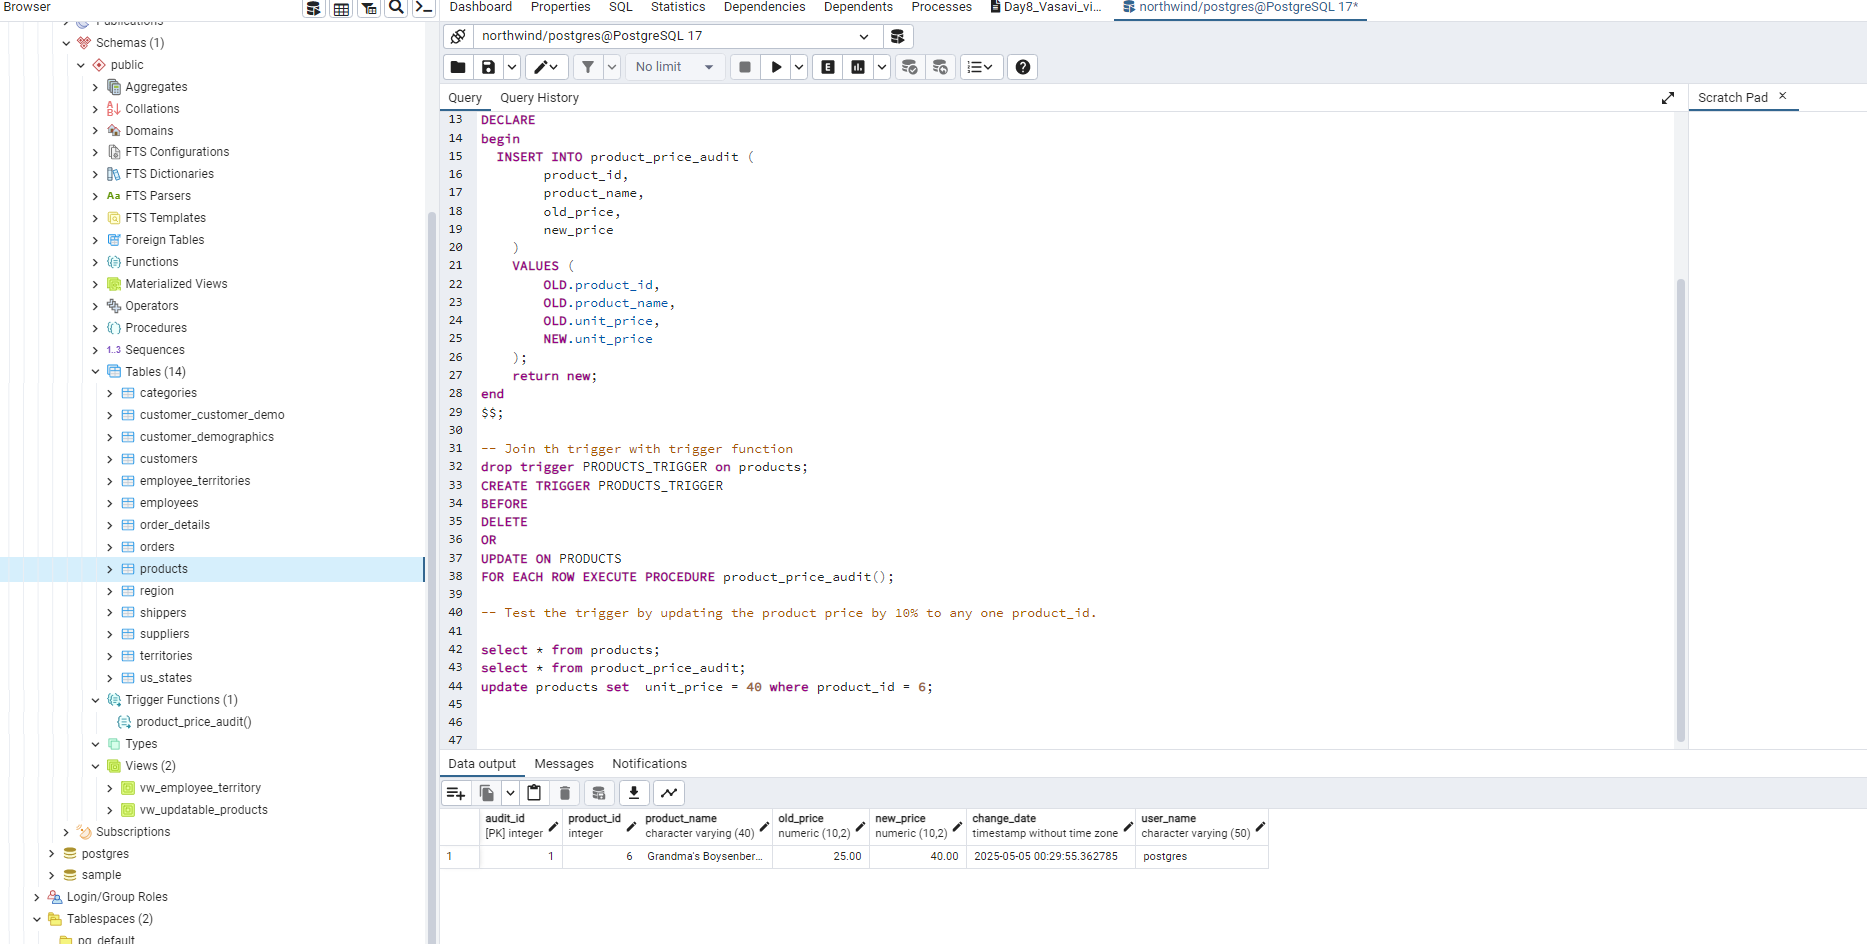 Browser
Dashboard Properties SQL Statistics Dependencies Dependents Processes Day8_Vasavi_vi... northwind/postgres@PostgreSQL 17*
Publications
Schemas (1)
public
Aggregates
Collations
Domains
FTS Configurations
FTS Dictionaries
Aa FTS Parsers
FTS Templates
Foreign Tables
Functions
Materialized Views
Operators
Procedures
1..3 Sequences
Tables (14)
categories
customer_customer_demo
customer_demographics
customers
employee_territories
employees
order_details
orders
products
region
shippers
suppliers
territories
us_states
Trigger Functions (1)
product_price_audit()
Types
Views (2)
vw_employee_territory
vw_updatable_products
Subscriptions
postgres
sample
Login/Group Roles
Tablespaces (2)
pg_default
northwind/postgres@PostgreSQL 17
No limit
E
Query Query History
Scratch Pad
13 DECLARE
14 begin
15 INSERT INTO product_price_audit (
16 product_id,
17 product_name,
18 old_price,
19 new_price
20 )
21 VALUES (
22 OLD.product_id,
23 OLD.product_name,
24 OLD.unit_price,
25 NEW.unit_price
26 );
27 return new;
28 end
29 $$;
30
31 -- Join th trigger with trigger function
32 drop trigger PRODUCTS_TRIGGER on products;
33 CREATE TRIGGER PRODUCTS_TRIGGER
34 BEFORE
35 DELETE
36 OR
37 UPDATE ON PRODUCTS
38 FOR EACH ROW EXECUTE PROCEDURE product_price_audit();
39
40 -- Test the trigger by updating the product price by 10% to any one product_id.
41
42 select * from products;
43 select * from product_price_audit;
44 update products set  unit_price = 40 where product_id = 6;
45
46
47
Data output Messages Notifications
audit_id product_id product_name old_price new_price change_date user_name
[PK] integer integer character varying (40) numeric (10,2) numeric (10,2) timestamp without time zone character varying (50)
1 1 6 Grandma's Boysenber... 25.00 40.00 2025-05-05 00:29:55.362785 postgres